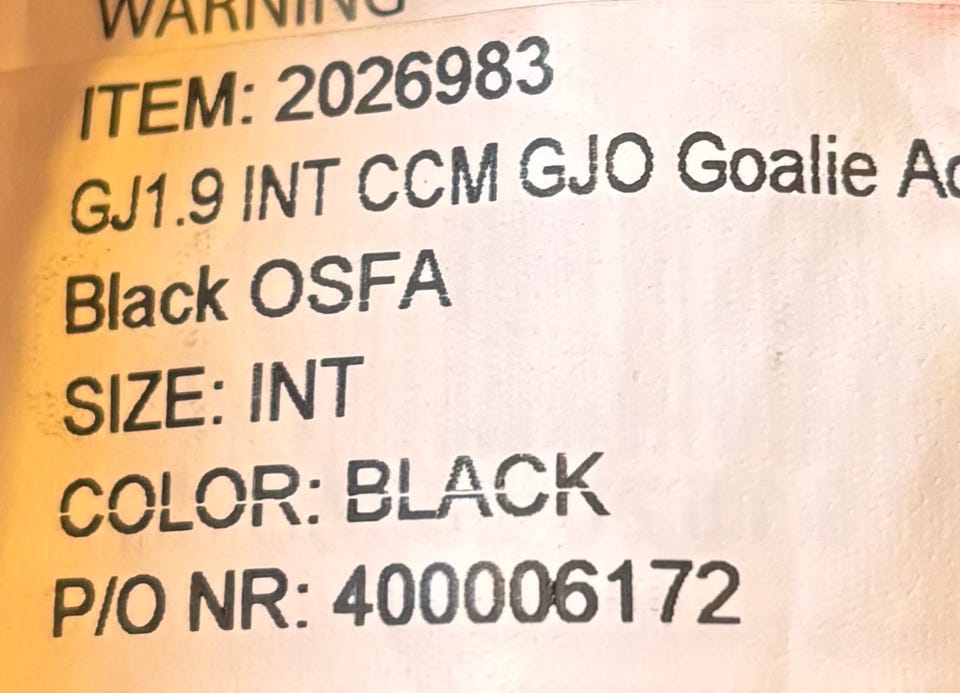 WARNING
ITEM: 2026983
GJ1.9 INT CCM GJO Goalie
Black OSFA
SIZE: INT
COLOR: BLACK
P/O NR: 400006172